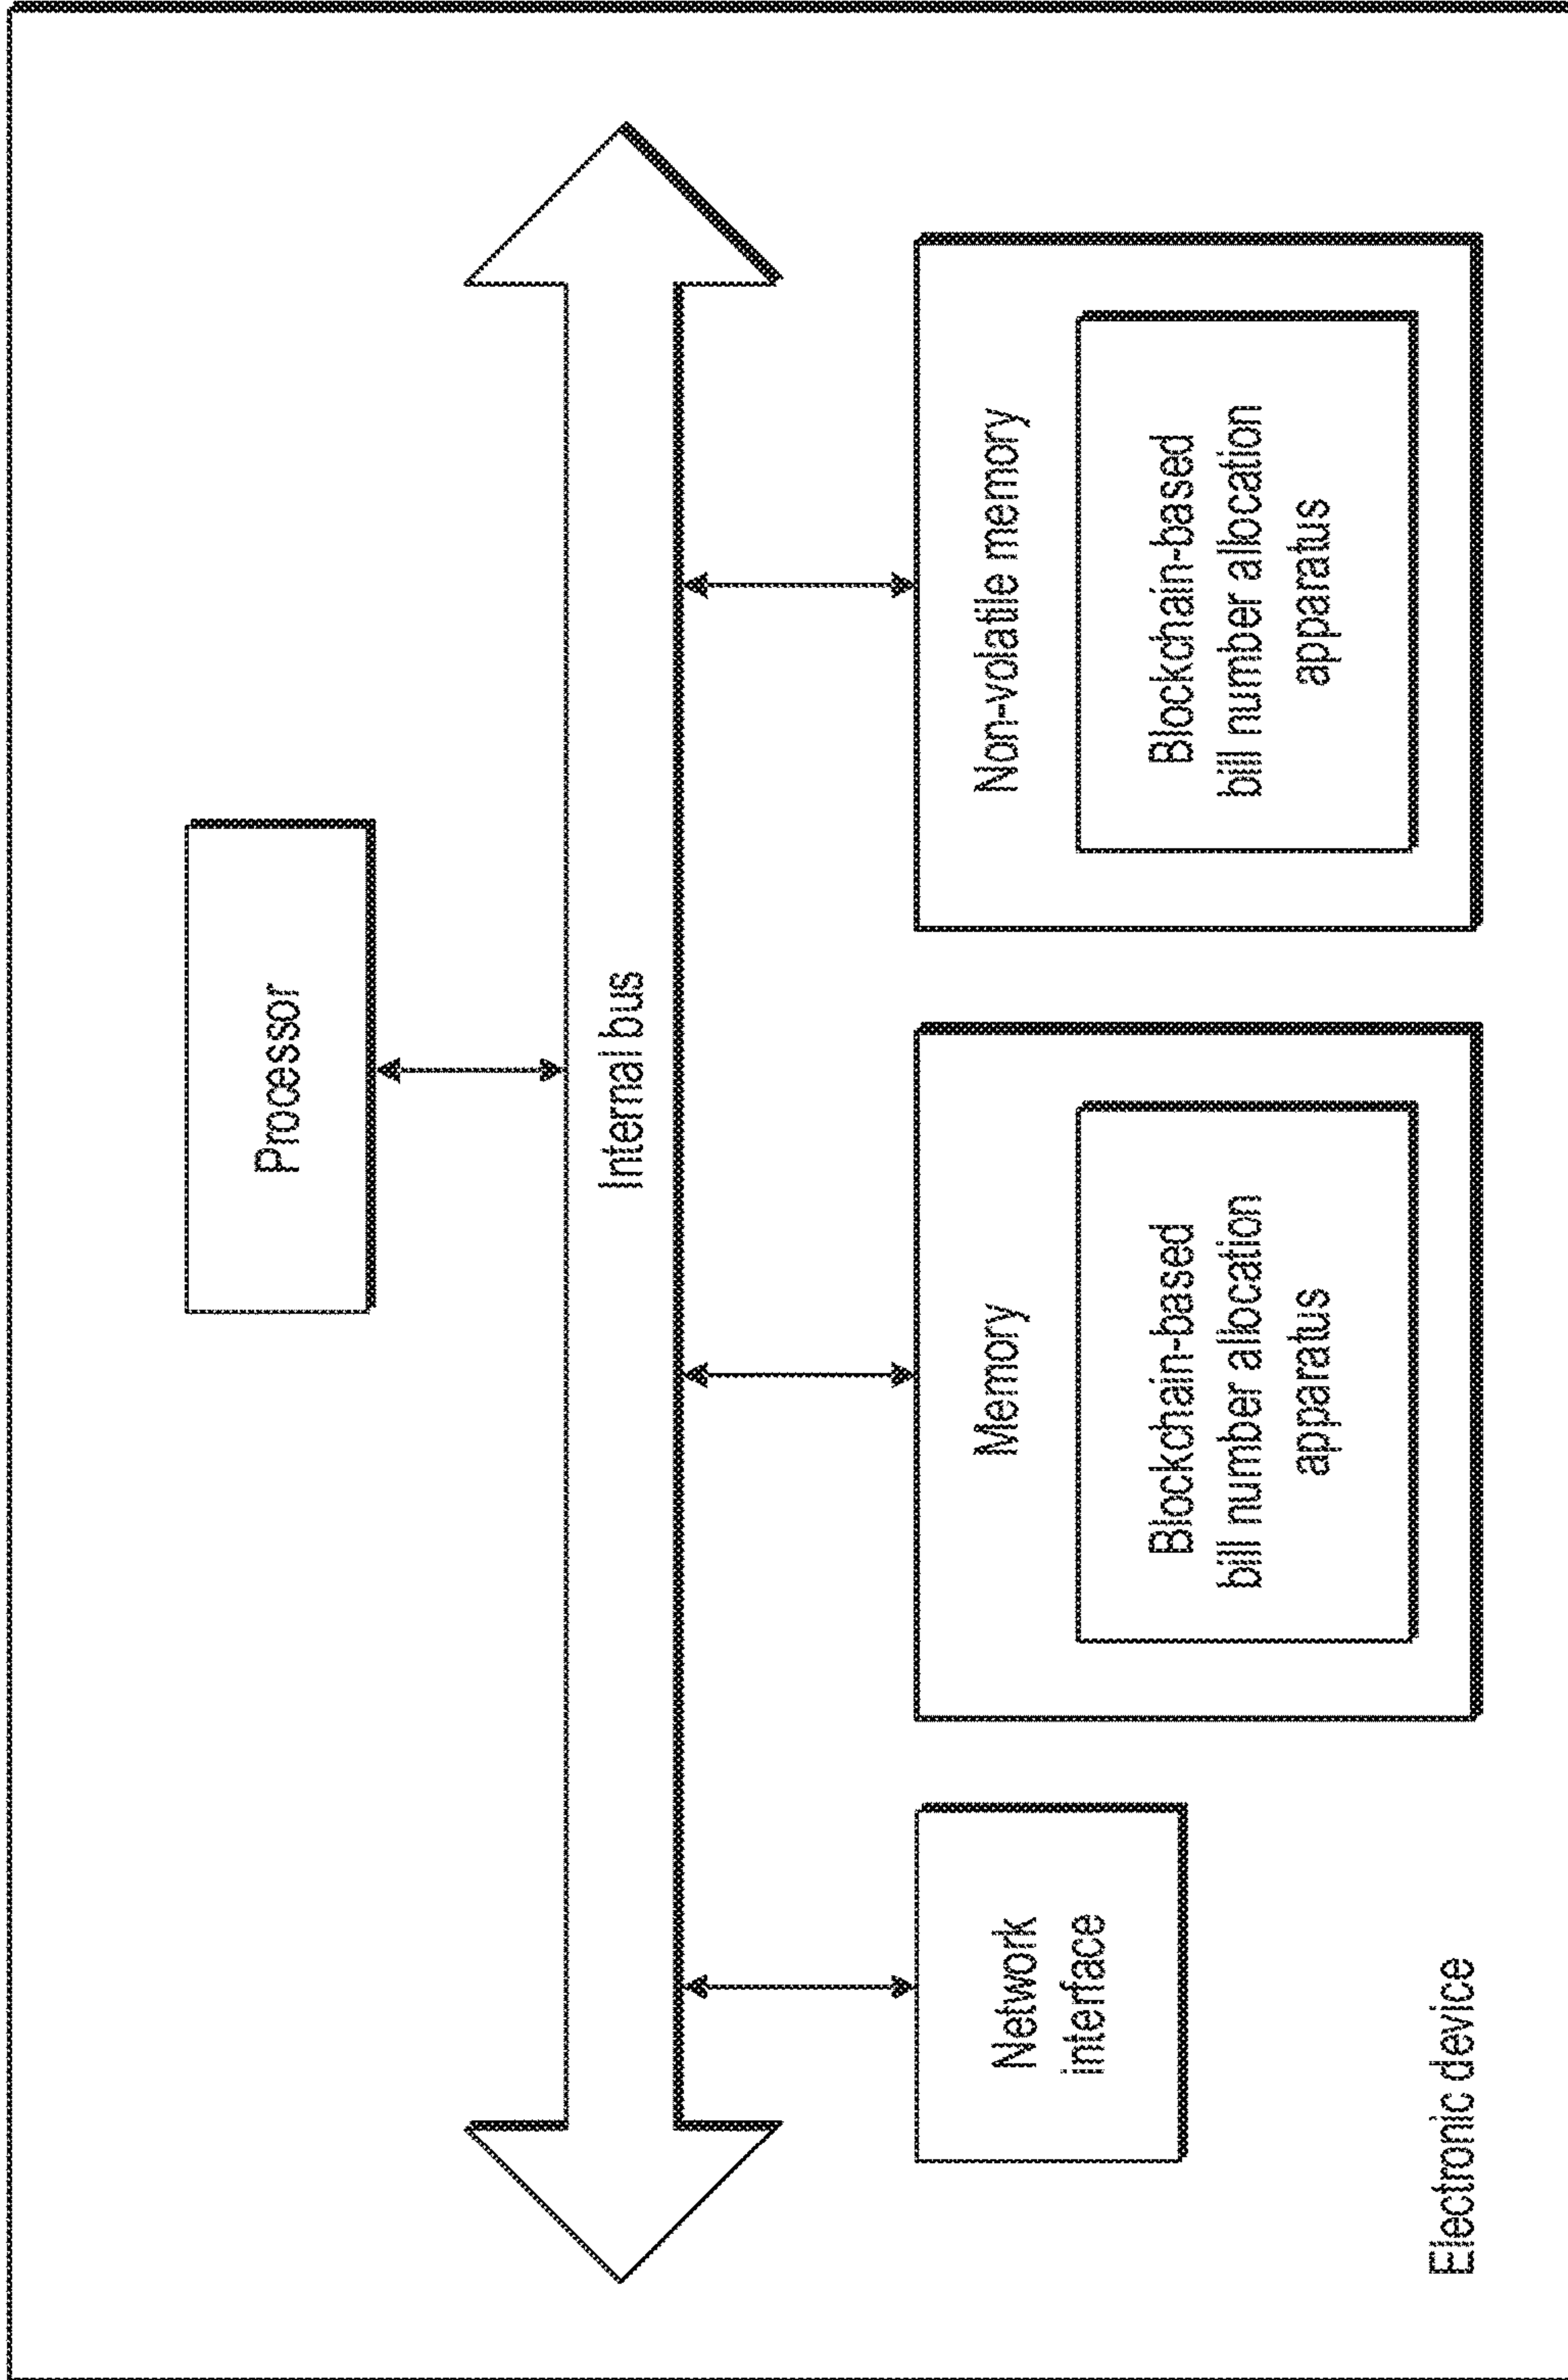 Processor
Internal bus
Network
interface
Memory
Blockchain-based
bill number allocation
apparatus
Non-volatile memory
Blockchain-based
bill number allocation
apparatus
Electronic device